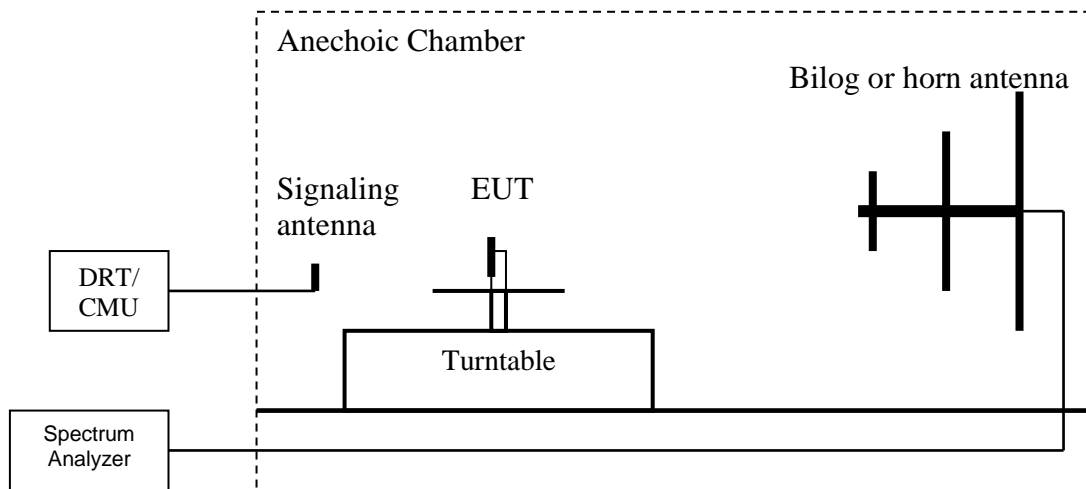 Anechoic Chamber
Bilog or horn antenna
Signaling
antenna
EUT
DRT/
CMU
Turntable
Spectrum
Analyzer